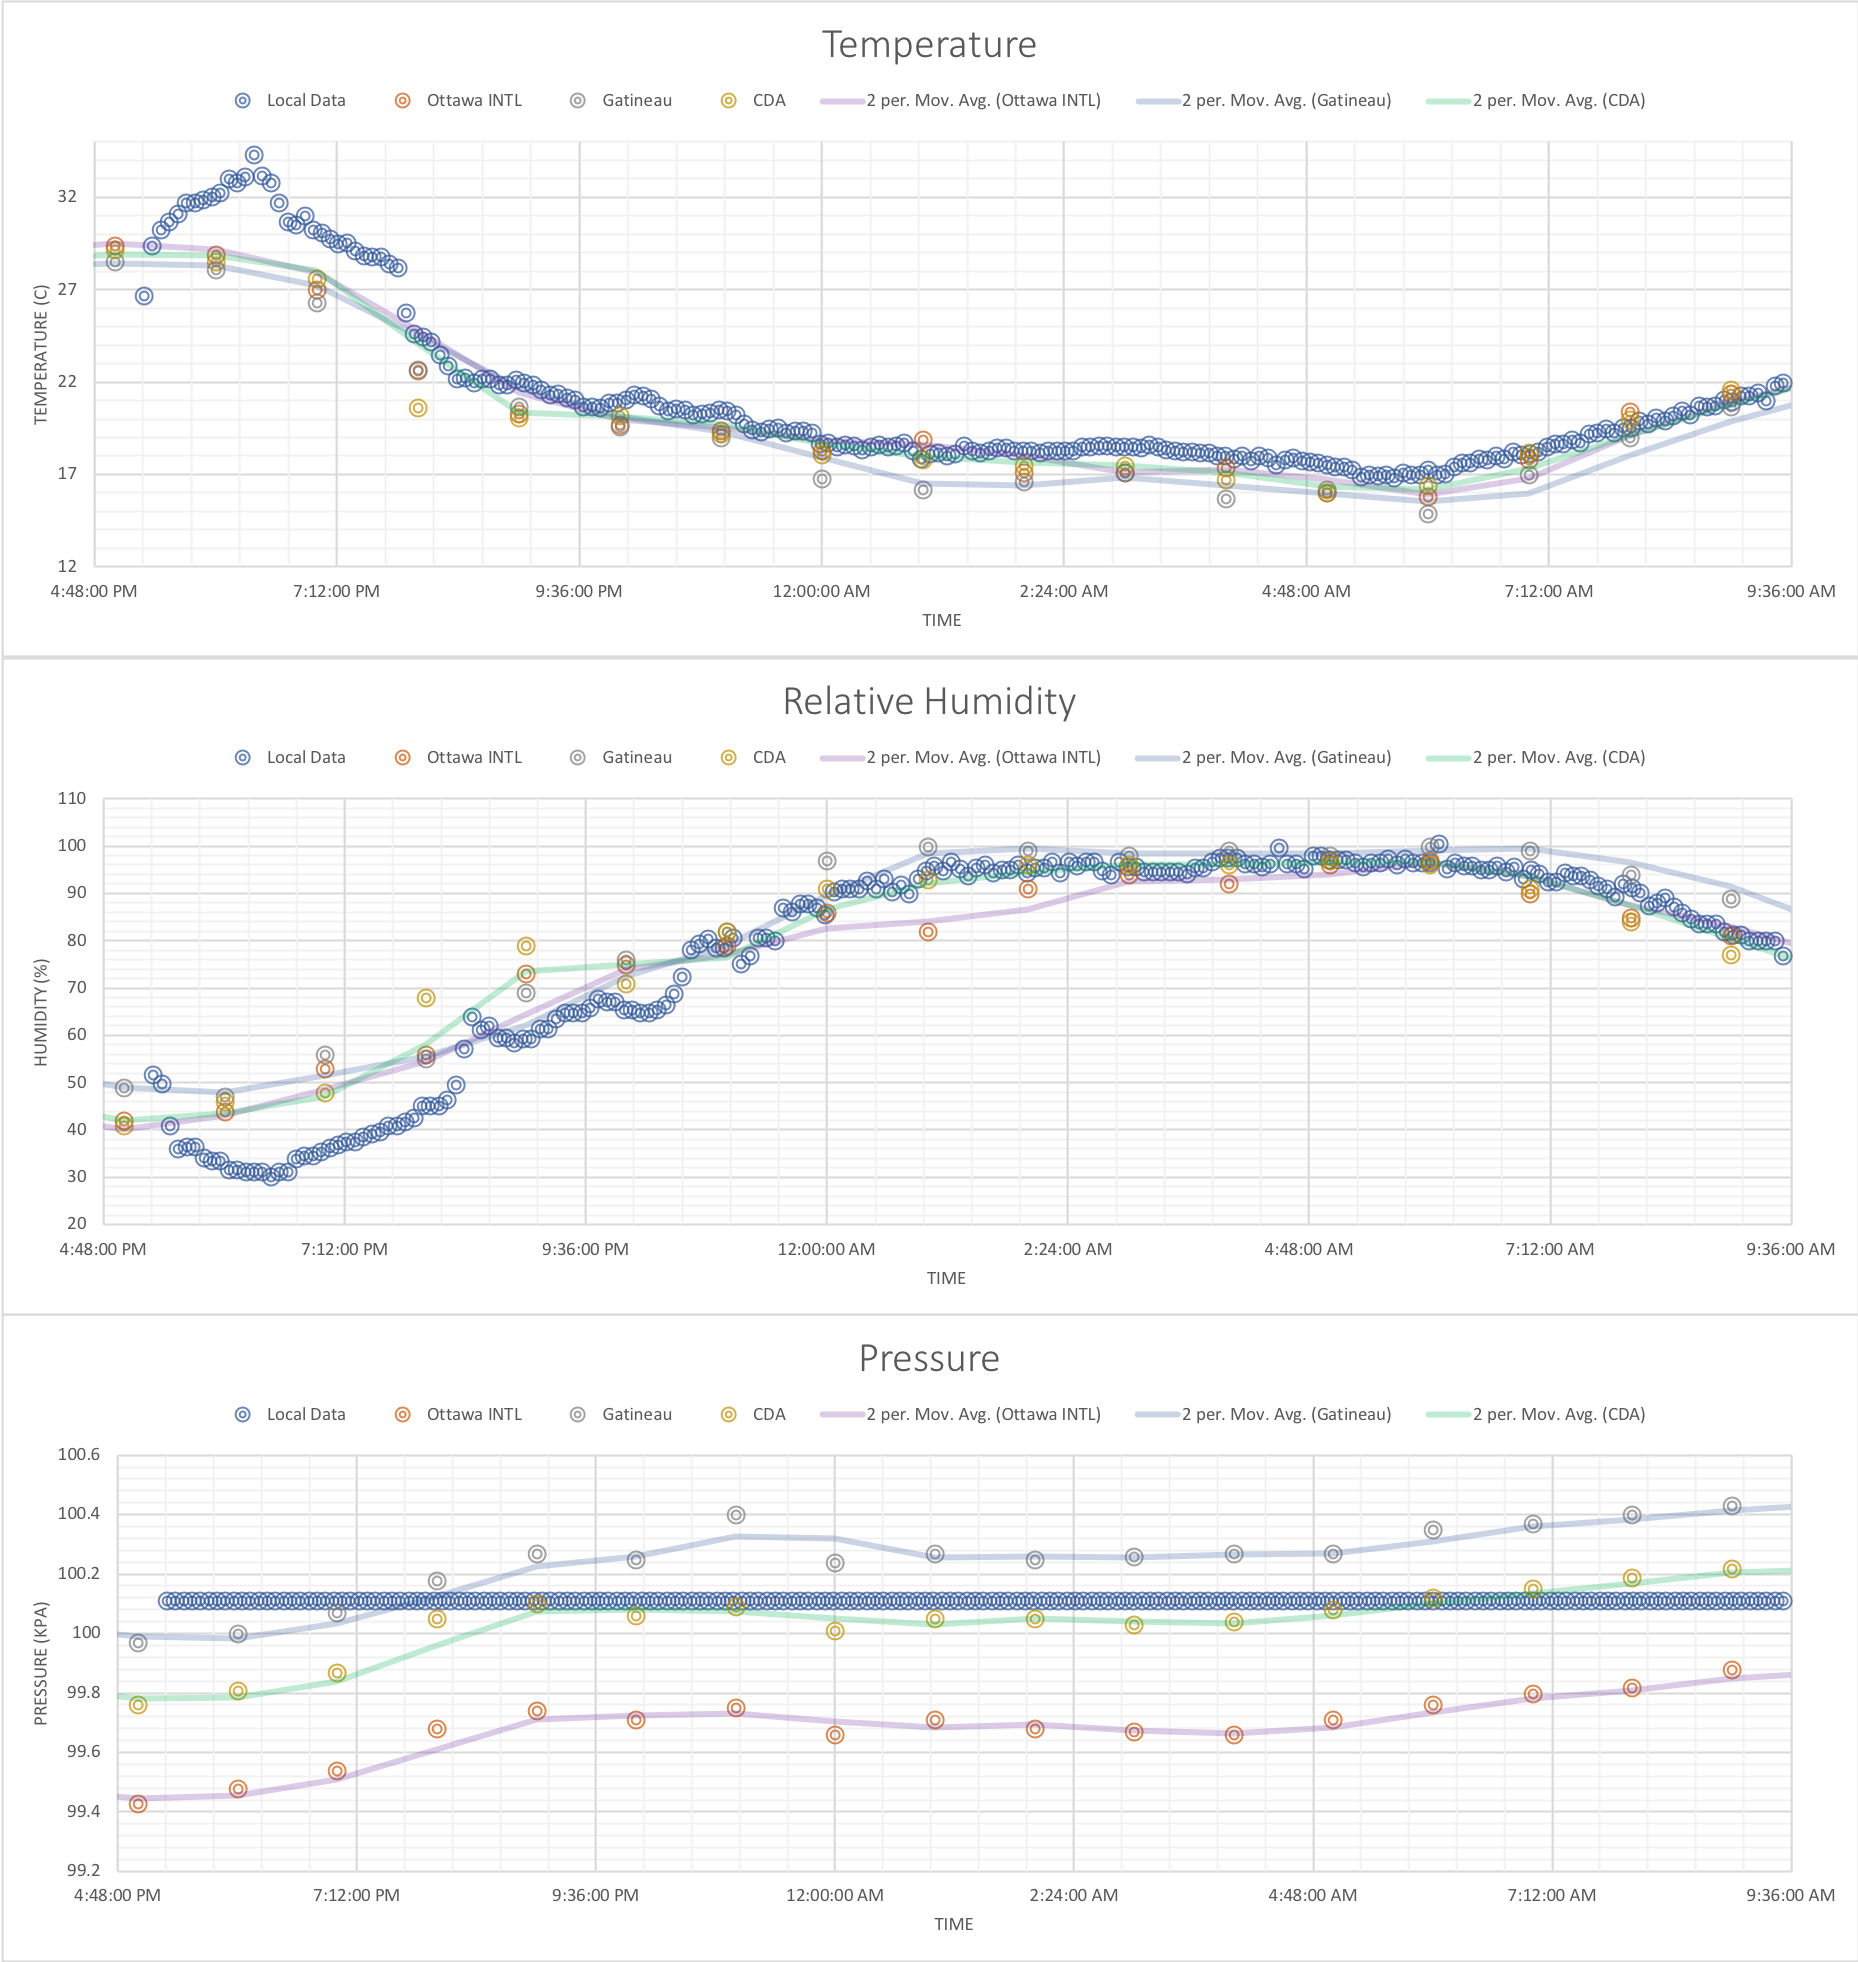 Temperature
Local Data Ottawa INTL Gatineau CDA 2 per. Mov. Avg. (Ottawa INTL) 2 per. Mov. Avg. (Gatineau) 2 per. Mov. Avg. (CDA)
32
27
22
17
12
TEMPERATURE (C)
4:48:00 PM 7:12:00 PM 9:36:00 PM 12:00:00 AM 2:24:00 AM 4:48:00 AM 7:12:00 AM 9:36:00 AM
TIME
Relative Humidity
Local Data Ottawa INTL Gatineau CDA 2 per. Mov. Avg. (Ottawa INTL) 2 per. Mov. Avg. (Gatineau) 2 per. Mov. Avg. (CDA)
110
100
90
80
70
60
50
40
30
20
HUMIDITY (%)
4:48:00 PM 7:12:00 PM 9:36:00 PM 12:00:00 AM 2:24:00 AM 4:48:00 AM 7:12:00 AM 9:36:00 AM
TIME
Pressure
Local Data Ottawa INTL Gatineau CDA 2 per. Mov. Avg. (Ottawa INTL) 2 per. Mov. Avg. (Gatineau) 2 per. Mov. Avg. (CDA)
100.6
100.4
100.2
100
99.8
99.6
99.4
99.2
PRESSURE (KPA)
4:48:00 PM 7:12:00 PM 9:36:00 PM 12:00:00 AM 2:24:00 AM 4:48:00 AM 7:12:00 AM 9:36:00 AM
TIME